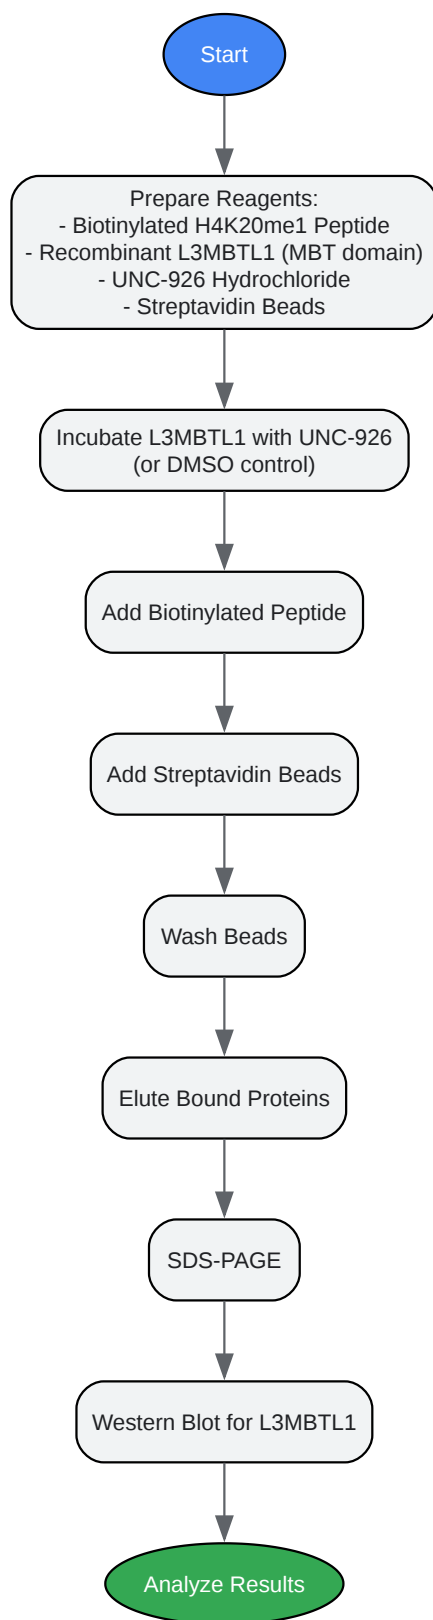 Start
Prepare Reagents:
- Biotinylated H4K20me1 Peptide
- Recombinant L3MBTL1 (MBT domain)
- UNC-926 Hydrochloride
- Streptavidin Beads
Incubate L3MBTL1 with UNC-926
(or DMSO control)
Add Biotinylated Peptide
Add Streptavidin Beads
Wash Beads
Elute Bound Proteins
SDS-PAGE
Western Blot for L3MBTL1
Analyze Results